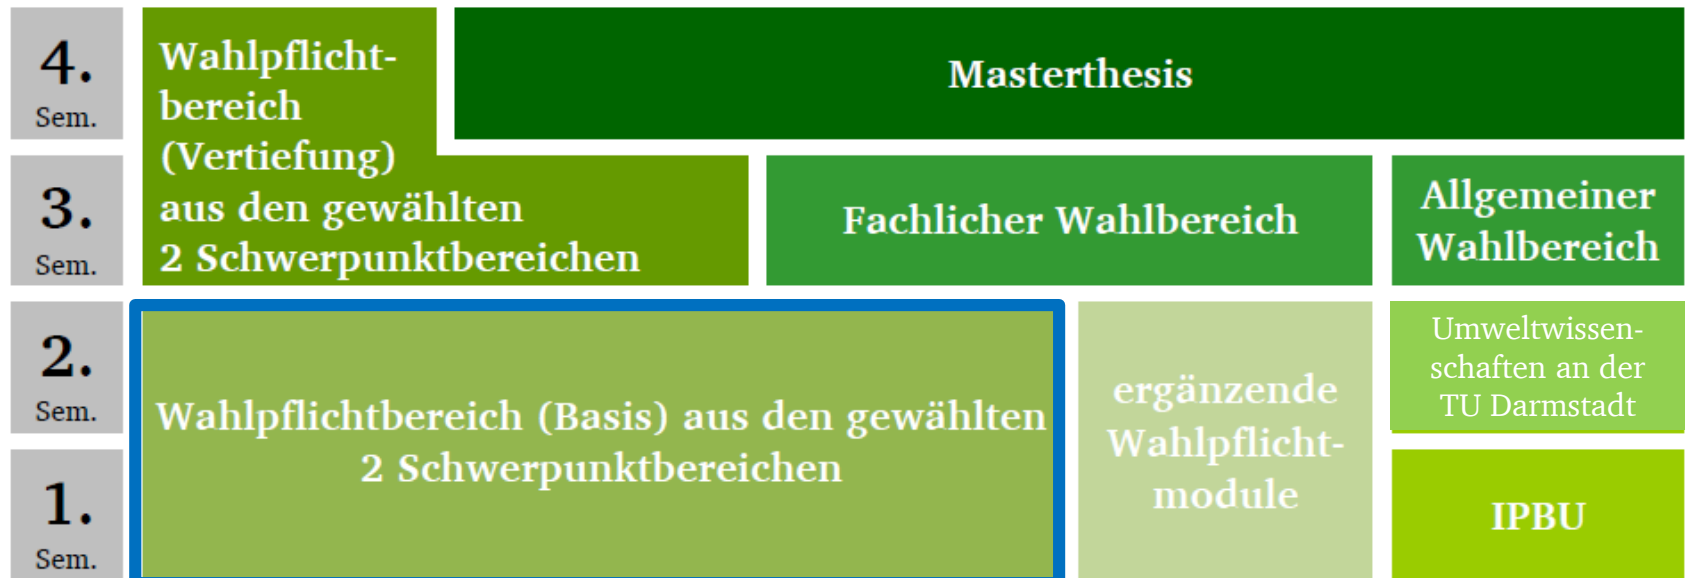 4.
Sem.
Wahlpflicht-
bereich
(Vertiefung)
aus den gewählten
2 Schwerpunktbereichen
Masterthesis
3.
Sem.
Fachlicher Wahlbereich
Allgemeiner
Wahlbereich
2.
Sem.
Wahlpflichtbereich (Basis) aus den gewählten
2 Schwerpunktbereichen
ergänzende
Wahlpflicht-
module
Umweltwissen-
schaften an der
TU Darmstadt
1.
Sem.
IPBU